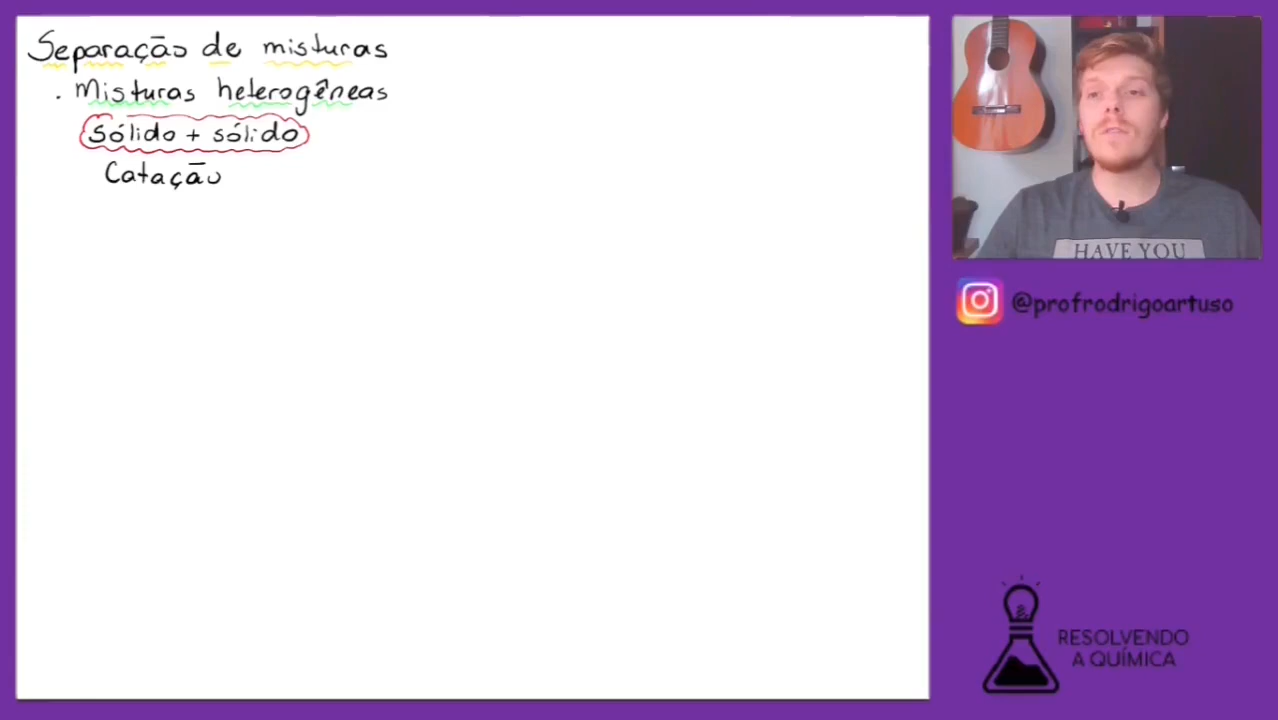 Separação de misturas
. Misturas heterogêneas
Sólido + sólido
Catação
HAVE YOU
@profrodrigoartuso
RESOLVENDO
A QUÍMICA